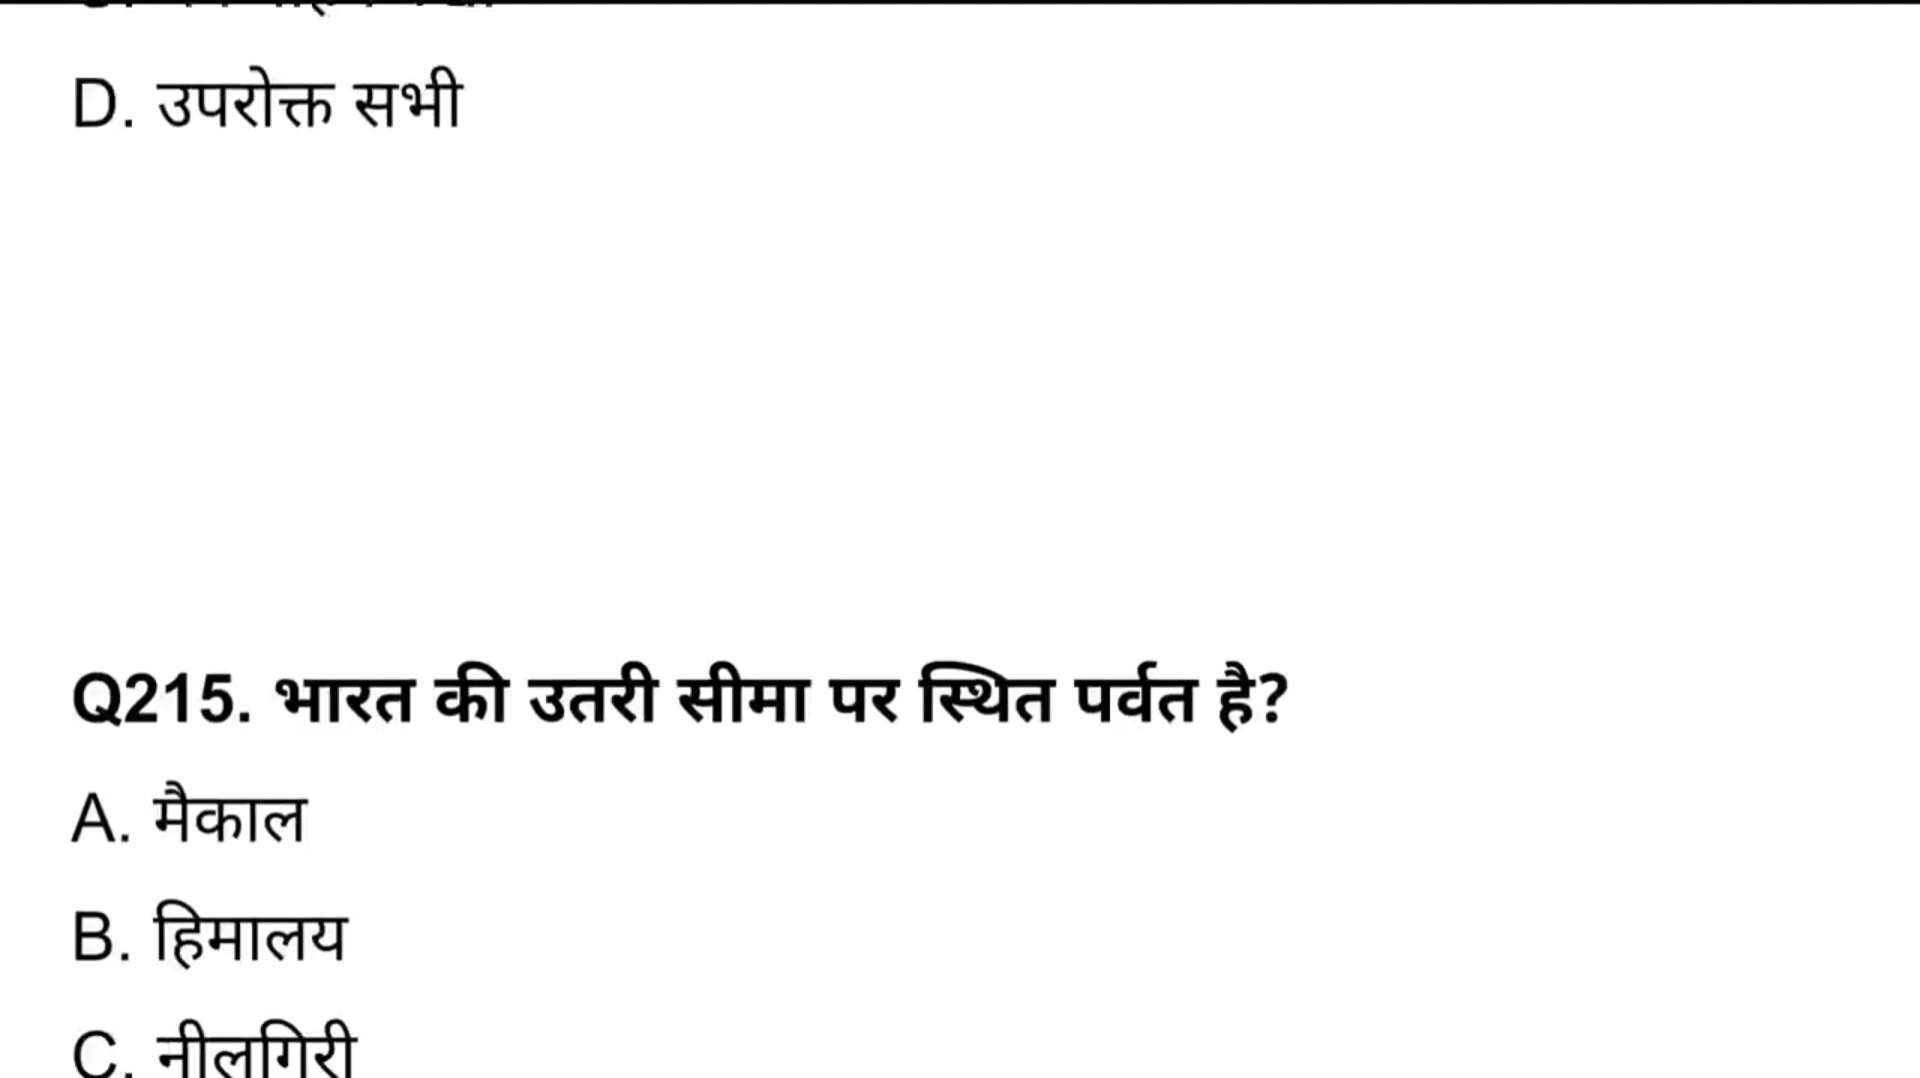 D. उपरोक्त सभी
Q215. भारत की उतरी सीमा पर स्थित पर्वत है?
A. मैकाल
B. हिमालय
C. नीलगिरी